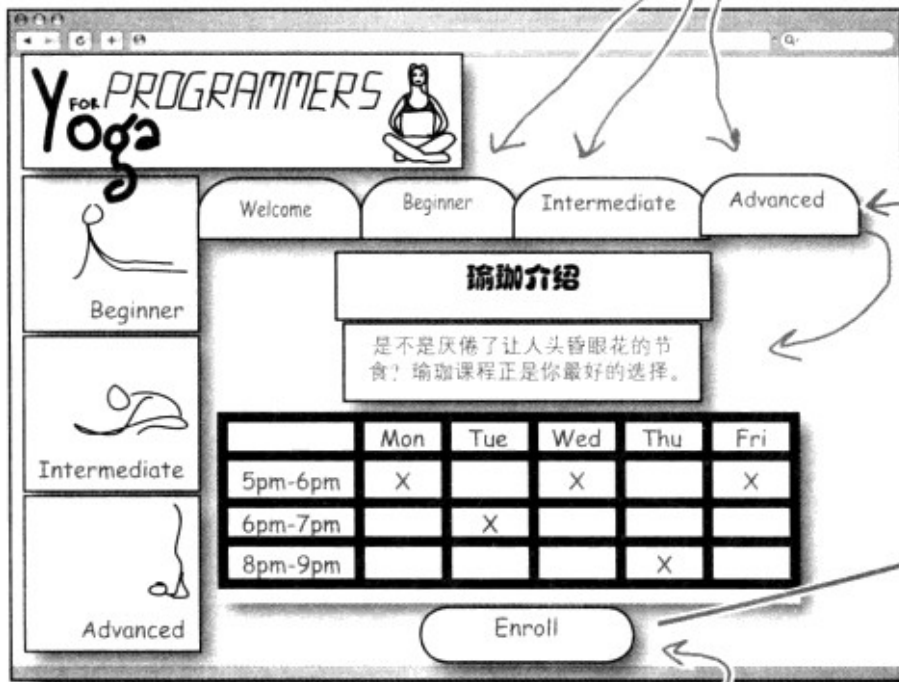 Yoga FOR PROGRAMMERS
Welcome
Beginner
Intermediate
Advanced
Beginner
Intermediate
Advanced
瑜珈介绍
是不是厌倦了让人头昏眼花的节
食？瑜珈课程正是你最好的选择。
Mon Tue Wed Thu Fri
5pm-6pm X X X
6pm-7pm X
8pm-9pm X
Enroll